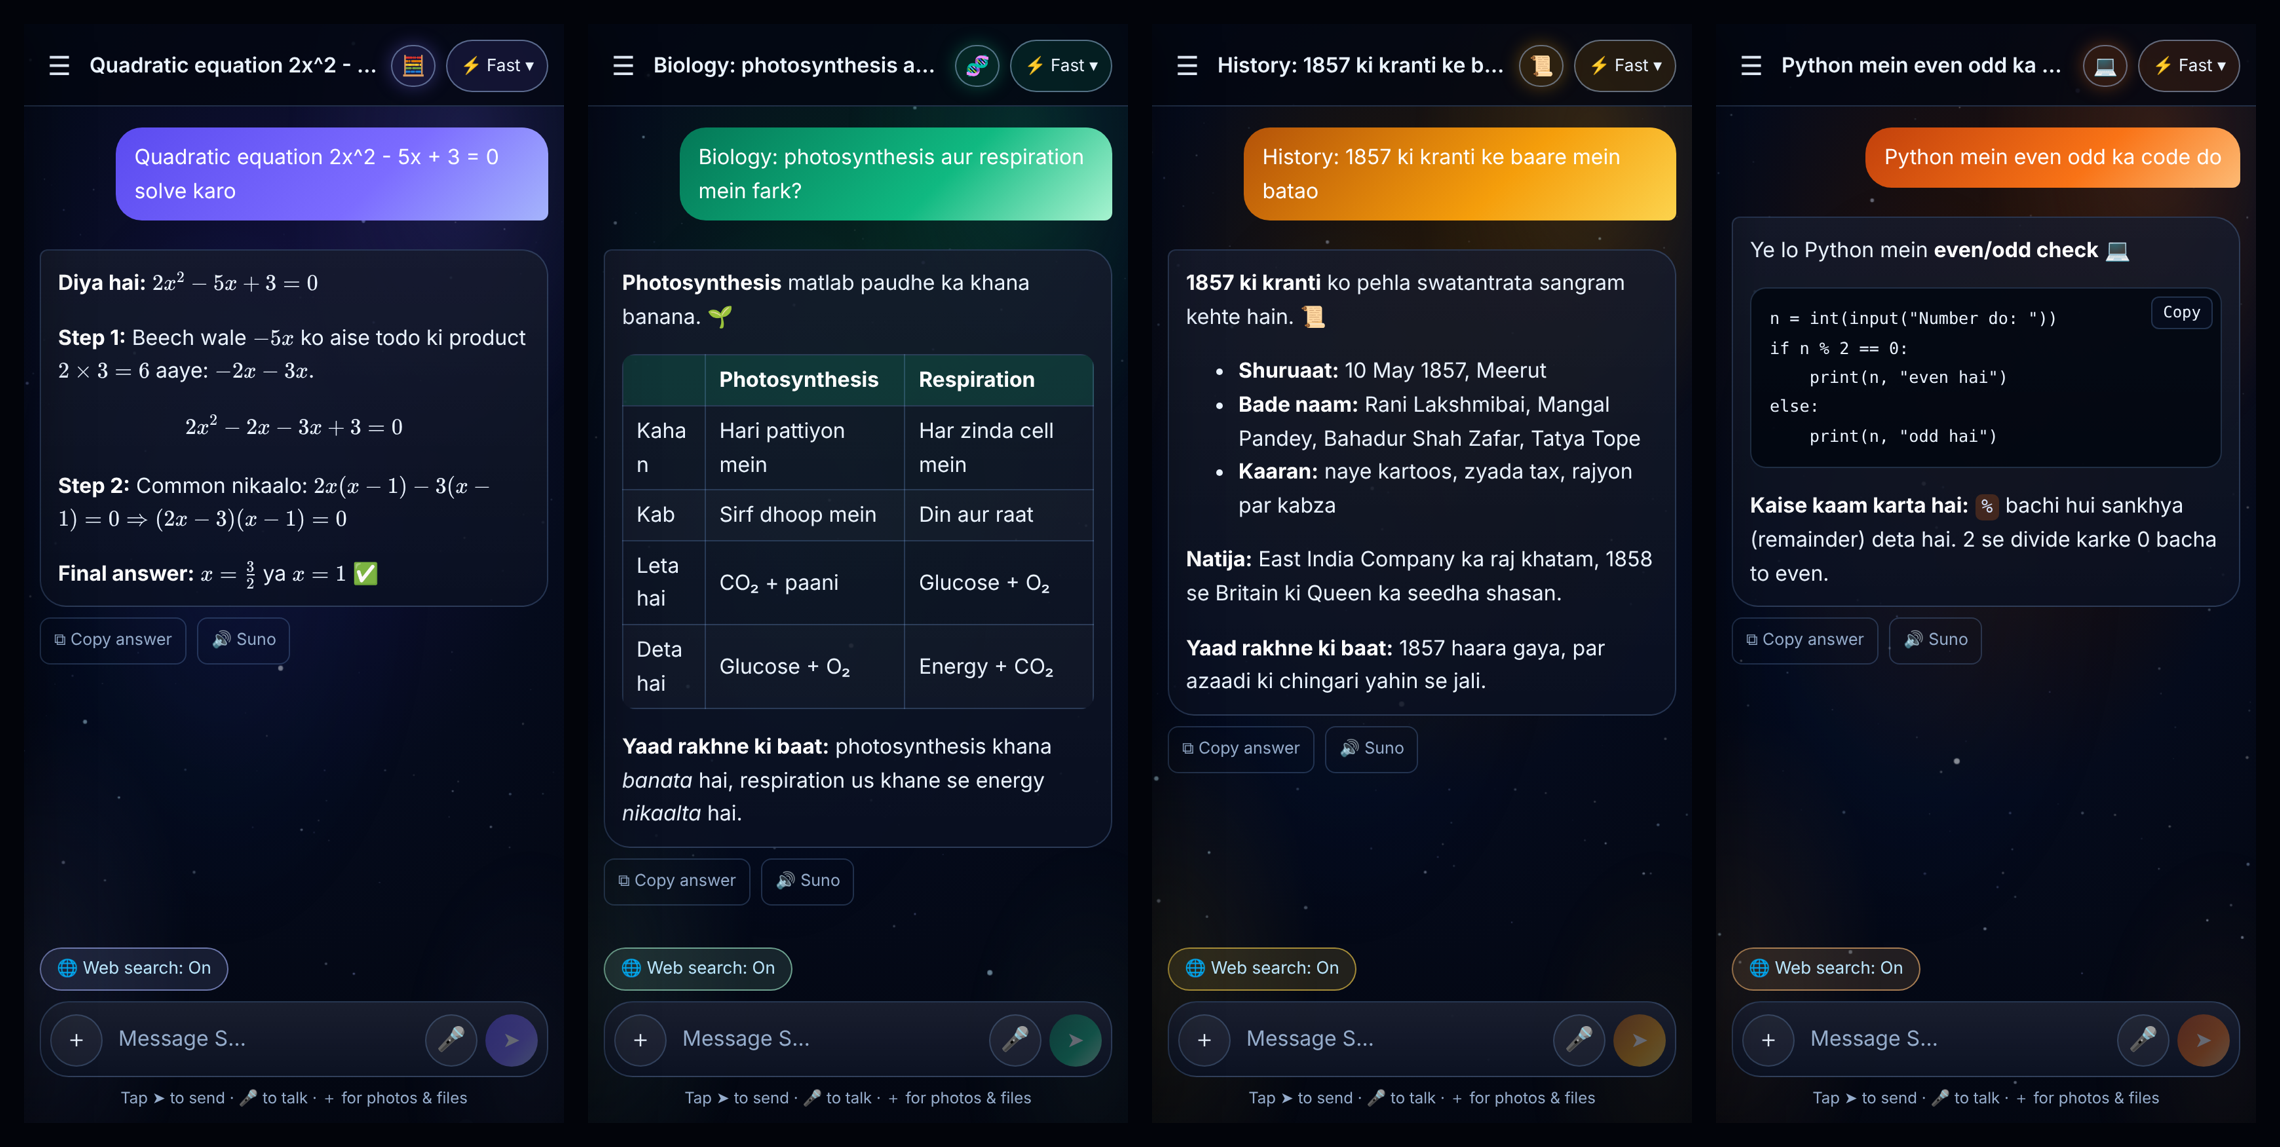 ☰ Quadratic equation 2x^2 - ... 🧮 ⚡ Fast ▾
Quadratic equation 2x^2 - 5x + 3 = 0
solve karo
Diya hai: 2x² − 5x + 3 = 0
Step 1: Beech wale −5x ko aise todo ki product
2 × 3 = 6 aaye: −2x − 3x.
2x² − 2x − 3x + 3 = 0
Step 2: Common nikaalo: 2x(x − 1) − 3(x −
1) = 0 ⇒ (2x − 3)(x − 1) = 0
Final answer: x = 3/2 ya x = 1 ✅
⧉ Copy answer 🔊 Suno
🌐 Web search: On
+ Message S... 🎤 ➤
Tap ➤ to send · 🎤 to talk · + for photos & files
☰ Biology: photosynthesis a... 🧬 ⚡ Fast ▾
Biology: photosynthesis aur respiration
mein fark?
Photosynthesis matlab paudhe ka khana
banana. 🌱
Photosynthesis Respiration
Kaha Hari pattiyon Har zinda cell
n mein mein
Kab Sirf dhoop mein Din aur raat
Leta
hai CO₂ + paani Glucose + O₂
Deta
hai Glucose + O₂ Energy + CO₂
Yaad rakhne ki baat: photosynthesis khana
banata hai, respiration us khane se energy
nikaalta hai.
⧉ Copy answer 🔊 Suno
🌐 Web search: On
+ Message S... 🎤 ➤
Tap ➤ to send · 🎤 to talk · + for photos & files
☰ History: 1857 ki kranti ke b... 📜 ⚡ Fast ▾
History: 1857 ki kranti ke baare mein
batao
1857 ki kranti ko pehla swatantrata sangram
kehte hain. 📜
• Shuruaat: 10 May 1857, Meerut
• Bade naam: Rani Lakshmibai, Mangal
Pandey, Bahadur Shah Zafar, Tatya Tope
• Kaaran: naye kartoos, zyada tax, rajyon
par kabza
Natija: East India Company ka raj khatam, 1858
se Britain ki Queen ka seedha shasan.
Yaad rakhne ki baat: 1857 haara gaya, par
azaadi ki chingari yahin se jali.
⧉ Copy answer 🔊 Suno
🌐 Web search: On
+ Message S... 🎤 ➤
Tap ➤ to send · 🎤 to talk · + for photos & files
☰ Python mein even odd ka ... 💻 ⚡ Fast ▾
Python mein even odd ka code do
Ye lo Python mein even/odd check 💻
Copy
n = int(input("Number do: "))
if n % 2 == 0:
    print(n, "even hai")
else:
    print(n, "odd hai")
Kaise kaam karta hai: % bachi hui sankhya
(remainder) deta hai. 2 se divide karke 0 bacha
to even.
⧉ Copy answer 🔊 Suno
🌐 Web search: On
+ Message S... 🎤 ➤
Tap ➤ to send · 🎤 to talk · + for photos & files